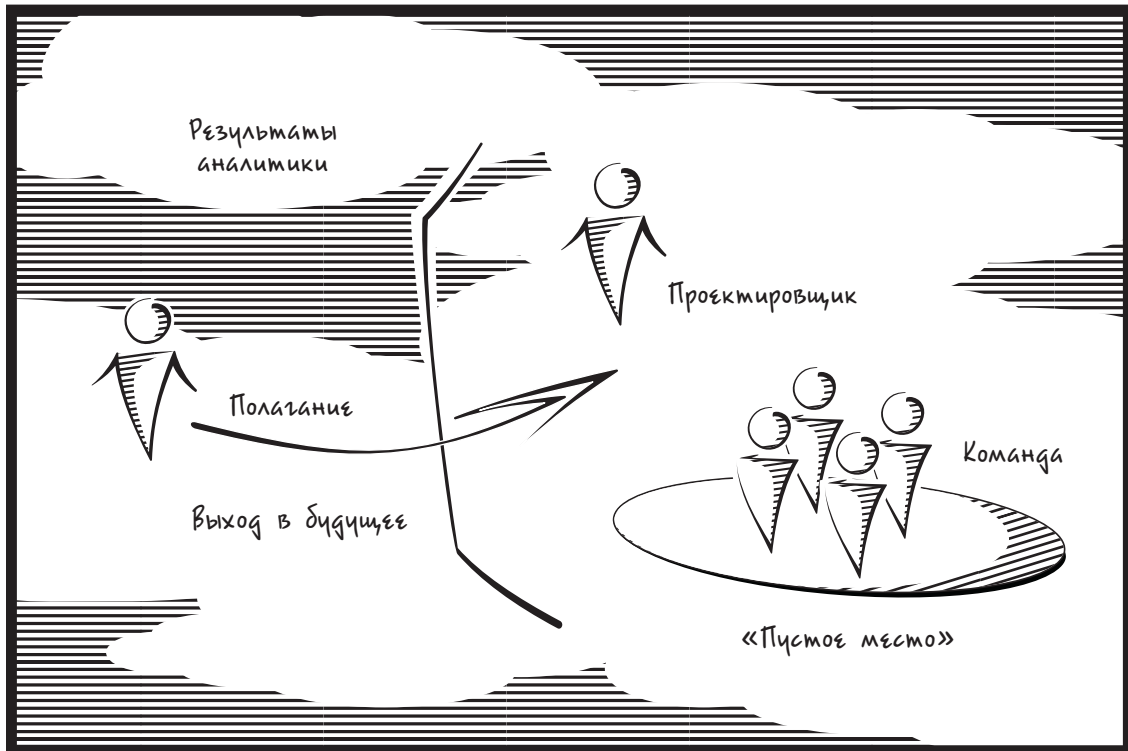 Результаты
аналитики
Проектировщик
Полагание
Команда
Выход в будущее
«Пустое место»